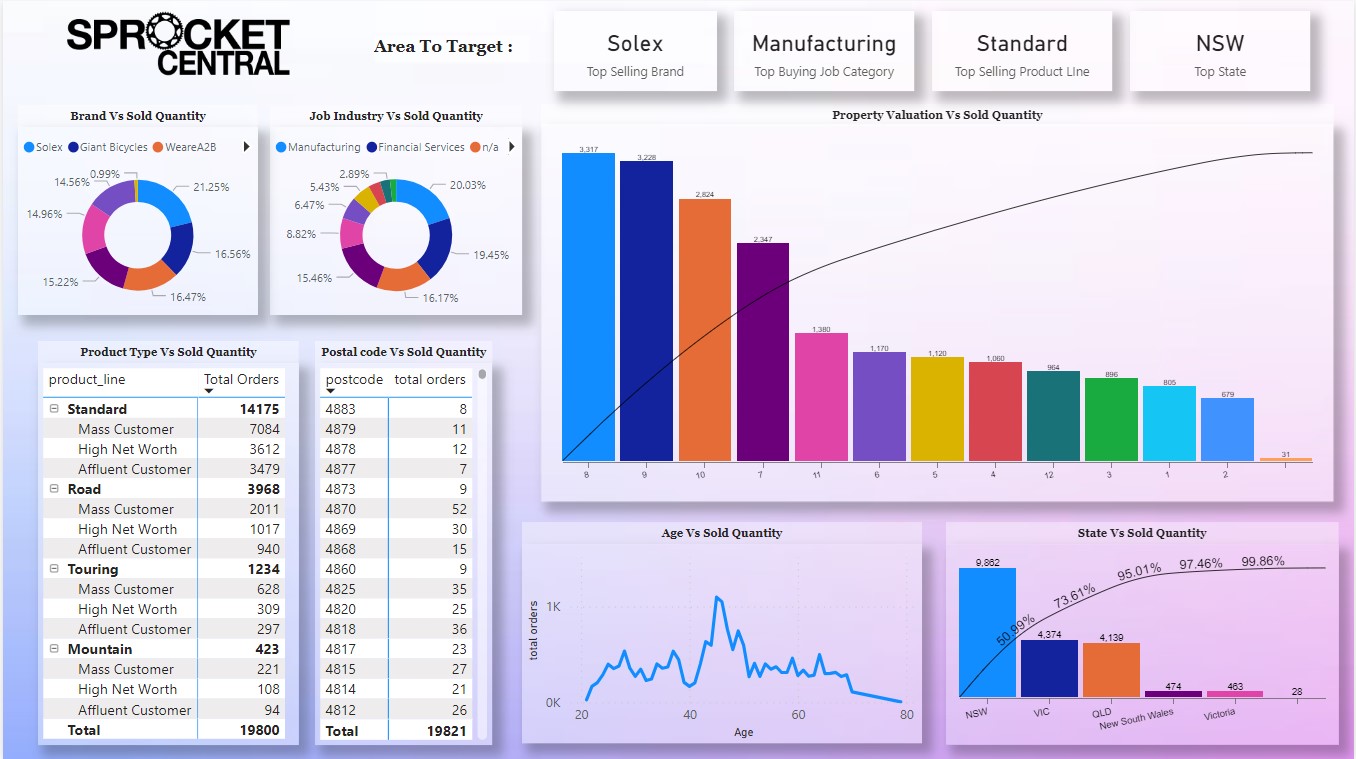 SPROCKET
CENTRAL
Area To Target :
Solex
Top Selling Brand
Manufacturing
Top Buying Job Category
Standard
Top Selling Product LIne
NSW
Top State
Brand Vs Sold Quantity
Solex Giant Bicycles WeareA2B
0.99%
14.56% 21.25%
14.96%
16.56%
15.22%
16.47%
Job Industry Vs Sold Quantity
Manufacturing Financial Services n/a
2.89%
5.43% 20.03%
6.47%
8.82%
19.45%
15.46%
16.17%
Property Valuation Vs Sold Quantity
3,317
3,228
2,824
2,347
1,380
1,170
1,120
1,060
964
896
805
679
31
8 9 10 7 11 6 5 4 12 3 1 2
Product Type Vs Sold Quantity
product_line Total Orders
Standard 14175
Mass Customer 7084
High Net Worth 3612
Affluent Customer 3479
Road 3968
Mass Customer 2011
High Net Worth 1017
Affluent Customer 940
Touring 1234
Mass Customer 628
High Net Worth 309
Affluent Customer 297
Mountain 423
Mass Customer 221
High Net Worth 108
Affluent Customer 94
Total 19800
Postal code Vs Sold Quantity
postcode total orders
4883 8
4879 11
4878 12
4877 7
4873 9
4870 52
4869 30
4868 15
4860 9
4825 35
4820 25
4818 36
4817 23
4815 27
4814 21
4812 26
Total 19821
Age Vs Sold Quantity
total orders
1K
0K
20 40 60 80
Age
State Vs Sold Quantity
9,862
50.99%
4,374
73.61%
4,139
95.01%
474
97.46%
463
99.86%
28
NSW VIC QLD New South Wales Victoria